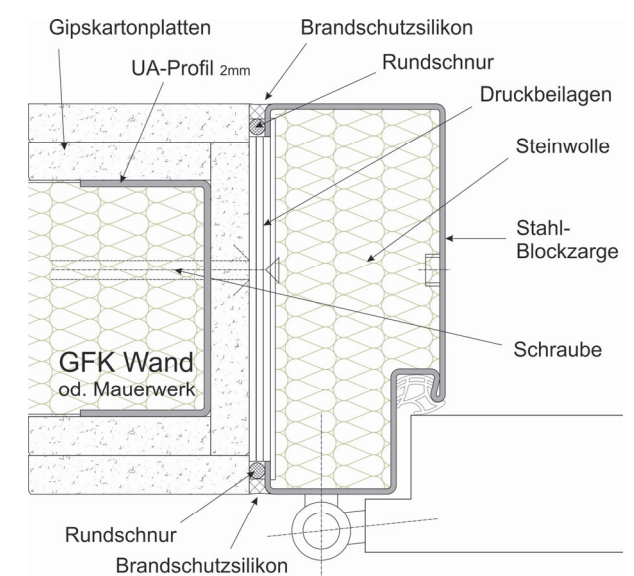 Gipskartonplatten
Brandschutzsilikon
UA-Profil 2mm
Rundschnur
Druckbeilagen
Steinwolle
Stahl-
Blockzarge
Schraube
GFK Wand
od. Mauerwerk
Rundschnur
Brandschutzsilikon